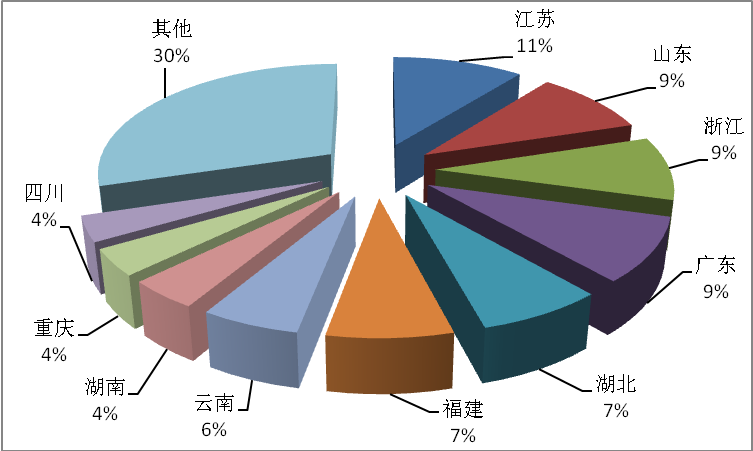 江苏
11%
山东
9%
浙江
9%
广东
9%
湖北
7%
福建
7%
云南
6%
湖南
4%
重庆
4%
四川
4%
其他
30%